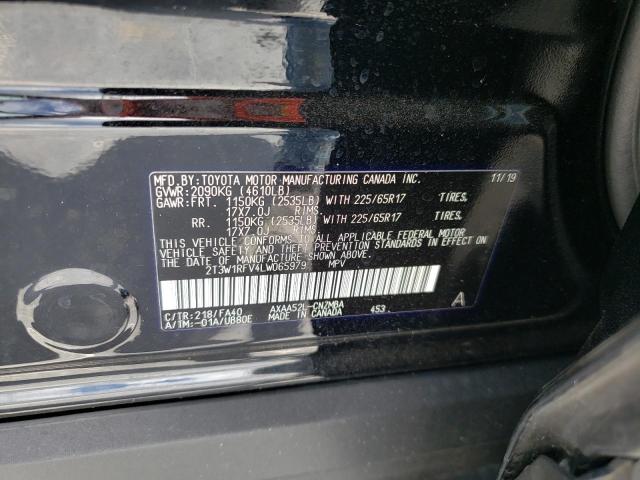 MFD.BY:TOYOTA MOTOR MANUFACTURING CANADA INC. 11/19
GVWR:2090KG (4610LB)
GAWR:FRT. 1150KG (2535LB) WITH 225/65R17 TIRES,
17X7.0J RIMS,
RR. 1150KG (2535LB) WITH 225/65R17 TIRES,
17X7.0J RIMS,
THIS VEHICLE CONFORMS TO ALL APPLICABLE FEDERAL MOTOR
VEHICLE SAFETY AND THEFT PREVENTION STANDARDS IN
EFFECT ON THE DATE OF MANUFACTURE SHOWN ABOVE.
2T3W1RFV4LW065979 MPV
C/TR:218/FA40 AXAA52L-CNZMBA 453 A
A/TM:-01A/UB80E MADE IN CANADA